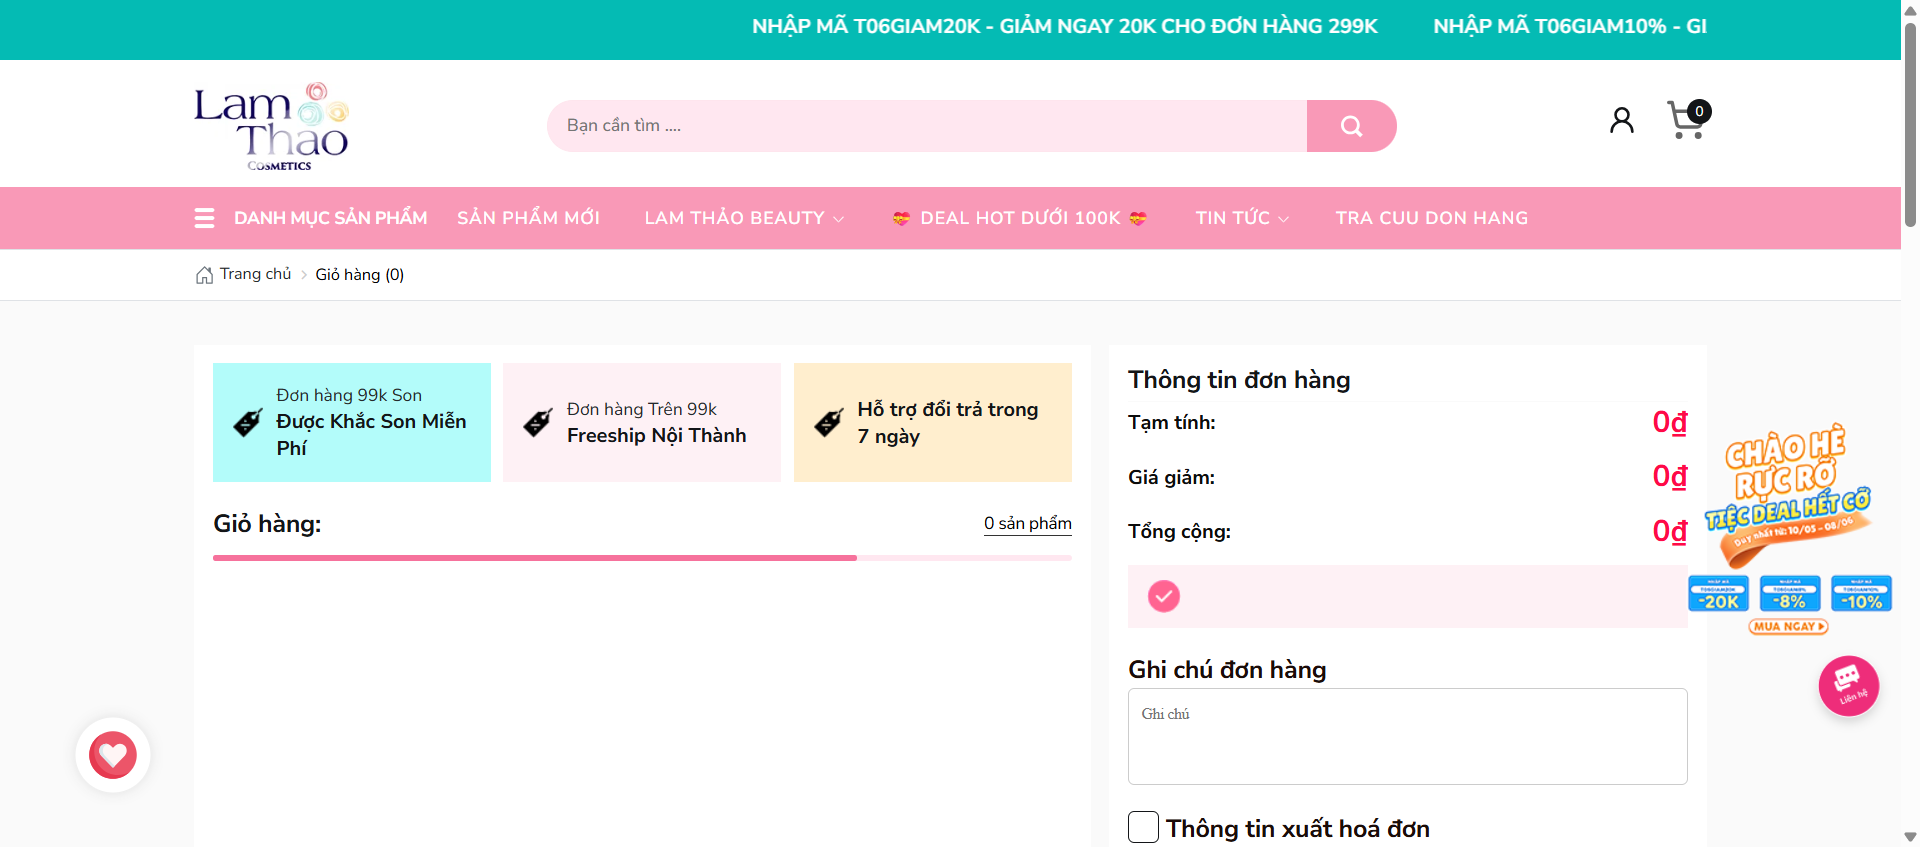 NHẬP MÃ T06GIAM20K - GIẢM NGAY 20K CHO ĐƠN HÀNG 299K NHẬP MÃ T06GIAM10% - GI
Lam Thao
COSMETICS
Bạn cần tìm ....
0
DANH MỤC SẢN PHẨM SẢN PHẨM MỚI LAM THẢO BEAUTY 💝 DEAL HOT DƯỚI 100K 💝 TIN TỨC TRA CUU DON HANG
Trang chủ > Giỏ hàng (0)
Đơn hàng 99k Son
Được Khắc Son Miễn
Phí
Đơn hàng Trên 99k
Freeship Nội Thành
Hỗ trợ đổi trả trong
7 ngày
Giỏ hàng:
0 sản phẩm
Thông tin đơn hàng
Tạm tính: 0₫
Giá giảm: 0₫
Tổng cộng: 0₫
Ghi chú đơn hàng
Ghi chú
Thông tin xuất hoá đơn
CHÀO HÈ
RỰC RỠ
TIỆC DEAL HẾT CỠ
Duy nhất từ: 10/05 - 08/06
-20K -8% -10%
MUA NGAY
Liên hệ